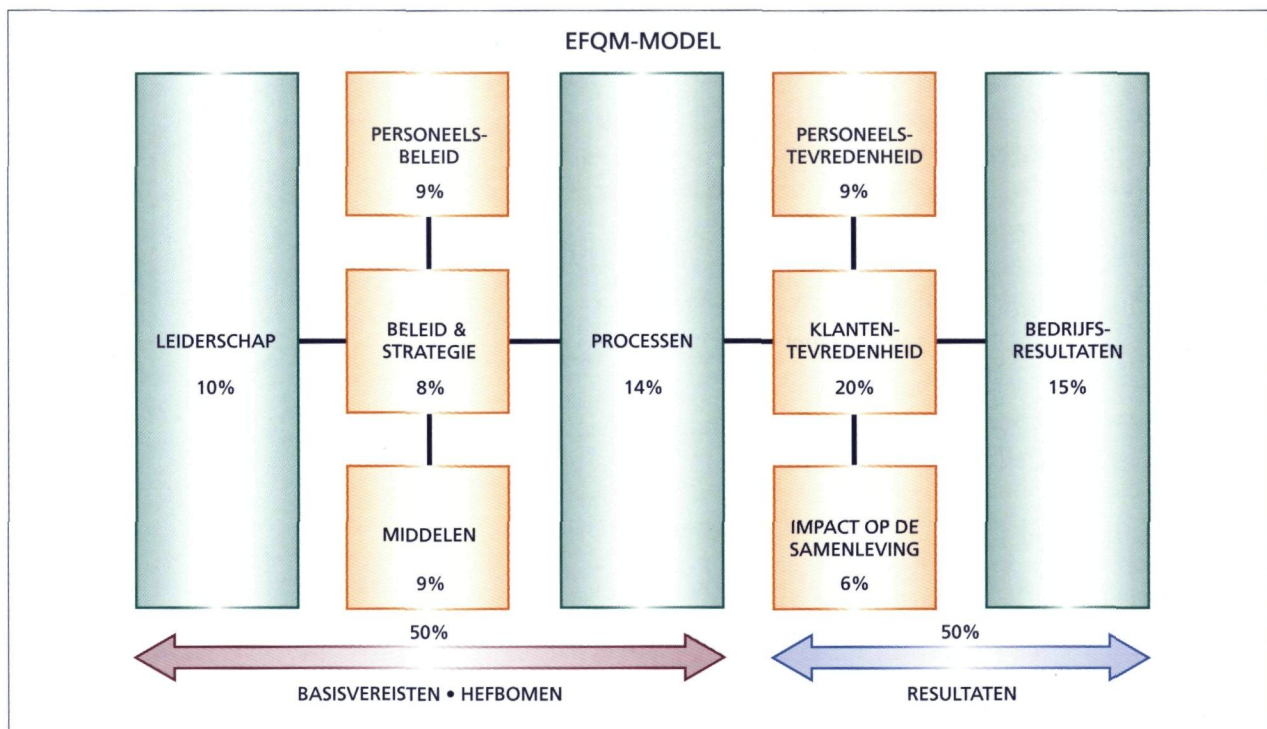 EFQM-MODEL
PERSONEELS-
BELEID
9%
PERSONEELS-
TEVREDENHEID
9%
LEIDERSCHAP
10%
BELEID &
STRATEGIE
8%
PROCESSEN
14%
KLANTEN-
TEVREDENHEID
20%
BEDRIJFS-
RESULTATEN
15%
MIDDELEN
9%
IMPACT OP DE
SAMENLEVING
6%
50%
50%
BASISVEREISTEN • HEFBOMEN
RESULTATEN